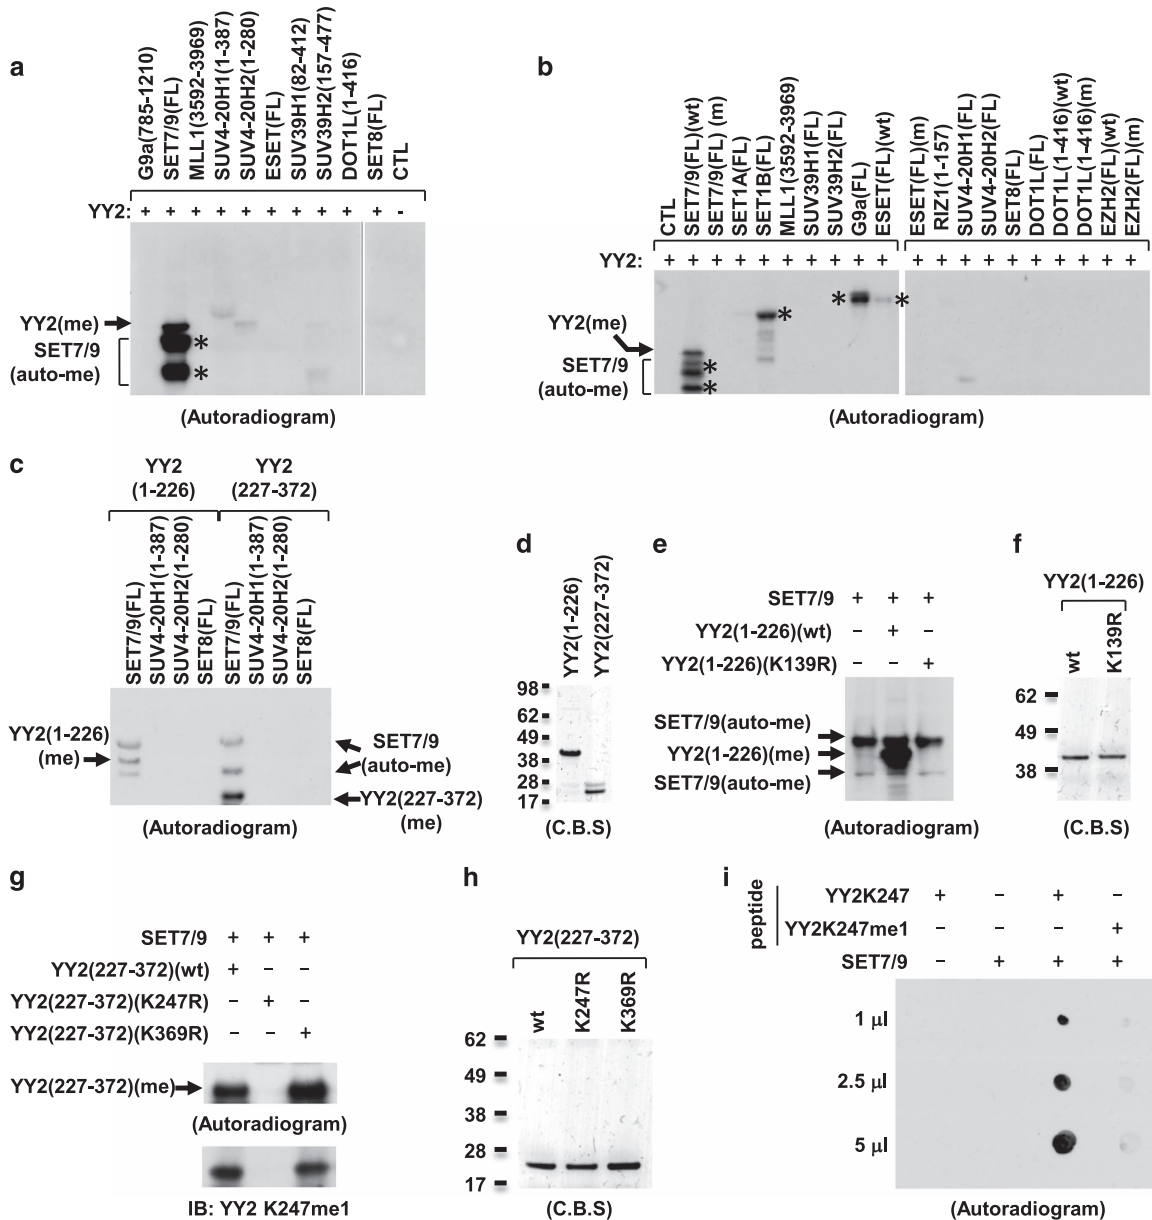 a
G9a(785-1210)
SET7/9(FL)
MLL1(3592-3969)
SUV4-20H1(1-387)
SUV4-20H2(1-280)
ESET(FL)
SUV39H1(82-412)
SUV39H2(157-477)
DOT1L(1-416)
SET8(FL)
CTL
YY2: + + + + + + + + + + -
YY2(me)
SET7/9
(auto-me)
*
*
(Autoradiogram)
b
CTL
SET7/9(FL)(wt)
SET7/9(FL) (m)
SET1A(FL)
SET1B(FL)
MLL1(3592-3969)
SUV39H1(FL)
SUV39H2(FL)
G9a(FL)
ESET(FL)(wt)
ESET(FL)(m)
RIZ1(1-157)
SUV4-20H1(FL)
SUV4-20H2(FL)
SET8(FL)
DOT1L(FL)
DOT1L(1-416)(wt)
DOT1L(1-416)(m)
EZH2(FL)(wt)
EZH2(FL)(m)
YY2: + + + + + + + + + + + + + + + + + + + +
YY2(me)
SET7/9
(auto-me)
* *
*
*
*
(Autoradiogram)
c
YY2
(1-226)
YY2
(227-372)
SET7/9(FL)
SUV4-20H1(1-387)
SUV4-20H2(1-280)
SET8(FL)
SET7/9(FL)
SUV4-20H1(1-387)
SUV4-20H2(1-280)
SET8(FL)
YY2(1-226)
(me)
SET7/9
(auto-me)
YY2(227-372)
(me)
(Autoradiogram)
d
YY2(1-226)
YY2(227-372)
98
62
49
38
28
17
(C.B.S)
e
SET7/9 + + +
YY2(1-226)(wt) – + –
YY2(1-226)(K139R) – – +
SET7/9(auto-me)
YY2(1-226)(me)
SET7/9(auto-me)
(Autoradiogram)
f
YY2(1-226)
wt
K139R
62
49
38
(C.B.S)
g
SET7/9 + + +
YY2(227-372)(wt) + – –
YY2(227-372)(K247R) – + –
YY2(227-372)(K369R) – – +
YY2(227-372)(me)
(Autoradiogram)
IB: YY2 K247me1
h
YY2(227-372)
wt
K247R
K369R
62
49
38
28
17
(C.B.S)
i
peptide
YY2K247 + – + –
YY2K247me1 – – – +
SET7/9 – + + +
1 µl
2.5 µl
5 µl
(Autoradiogram)